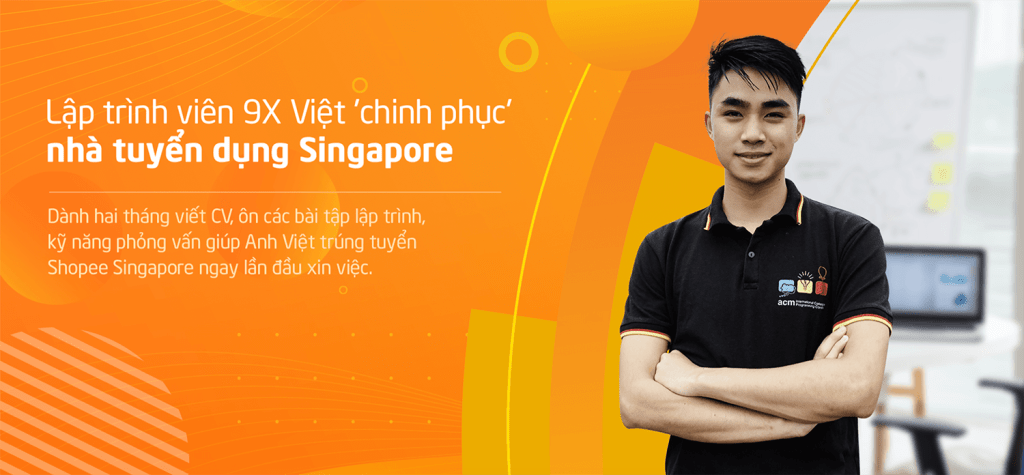 Lập trình viên 9X Việt ‘chinh phục’
nhà tuyển dụng Singapore
Dành hai tháng viết CV, ôn các bài tập lập trình,
kỹ năng phỏng vấn giúp Anh Việt trúng tuyển
Shopee Singapore ngay lần đầu xin việc.
acm International
Programming